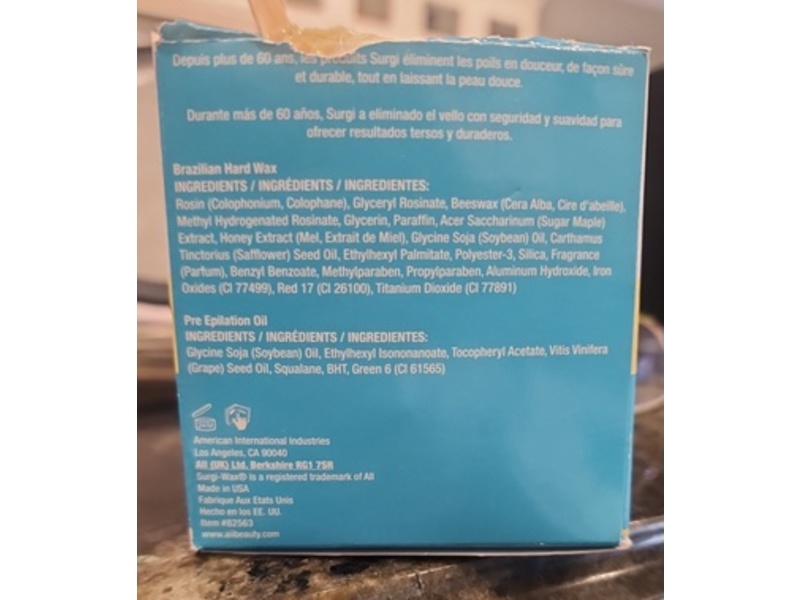 Depuis plus de 60 ans, les produits Surgi éliminent les poils en douceur, de façon sûre
et durable, tout en laissant la peau douce.
Durante más de 60 años, Surgi a eliminado el vello con seguridad y suavidad para
ofrecer resultados tersos y duraderos.
Brazilian Hard Wax
INGREDIENTS / INGRÉDIENTS / INGREDIENTES:
Rosin (Colophonium, Colophane), Glyceryl Rosinate, Beeswax (Cera Alba, Cire d'abeille),
Methyl Hydrogenated Rosinate, Glycerin, Paraffin, Acer Saccharinum (Sugar Maple)
Extract, Honey Extract (Mel, Extrait de Miel), Glycine Soja (Soybean) Oil, Carthamus
Tinctorius (Safflower) Seed Oil, Ethylhexyl Palmitate, Polyester-3, Silica, Fragrance
(Parfum), Benzyl Benzoate, Methylparaben, Propylparaben, Aluminum Hydroxide, Iron
Oxides (CI 77499), Red 17 (CI 26100), Titanium Dioxide (CI 77891)
Pre Epilation Oil
INGREDIENTS / INGRÉDIENTS / INGREDIENTES:
Glycine Soja (Soybean) Oil, Ethylhexyl Isononanoate, Tocopheryl Acetate, Vitis Vinifera
(Grape) Seed Oil, Squalane, BHT, Green 6 (CI 61565)
American International Industries
Los Angeles, CA 90040
AII (UK) Ltd. Berkshire RG1 7SR
Surgi-Wax® is a registered trademark of AII
Made in USA
Fabrique Aux Etats Unis
Hecho en los EE. UU.
Item #82563
www.aiibeauty.com